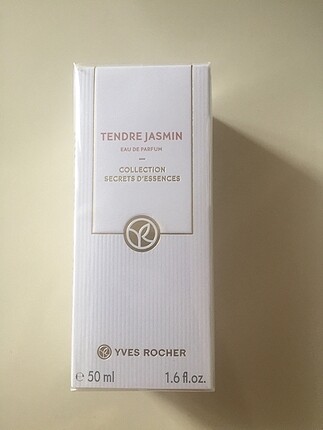 TENDRE JASMIN
EAU DE PARFUM
COLLECTION
SECRETS D'ESSENCES
YVES ROCHER
℮ 50 ml 1.6 fl.oz.